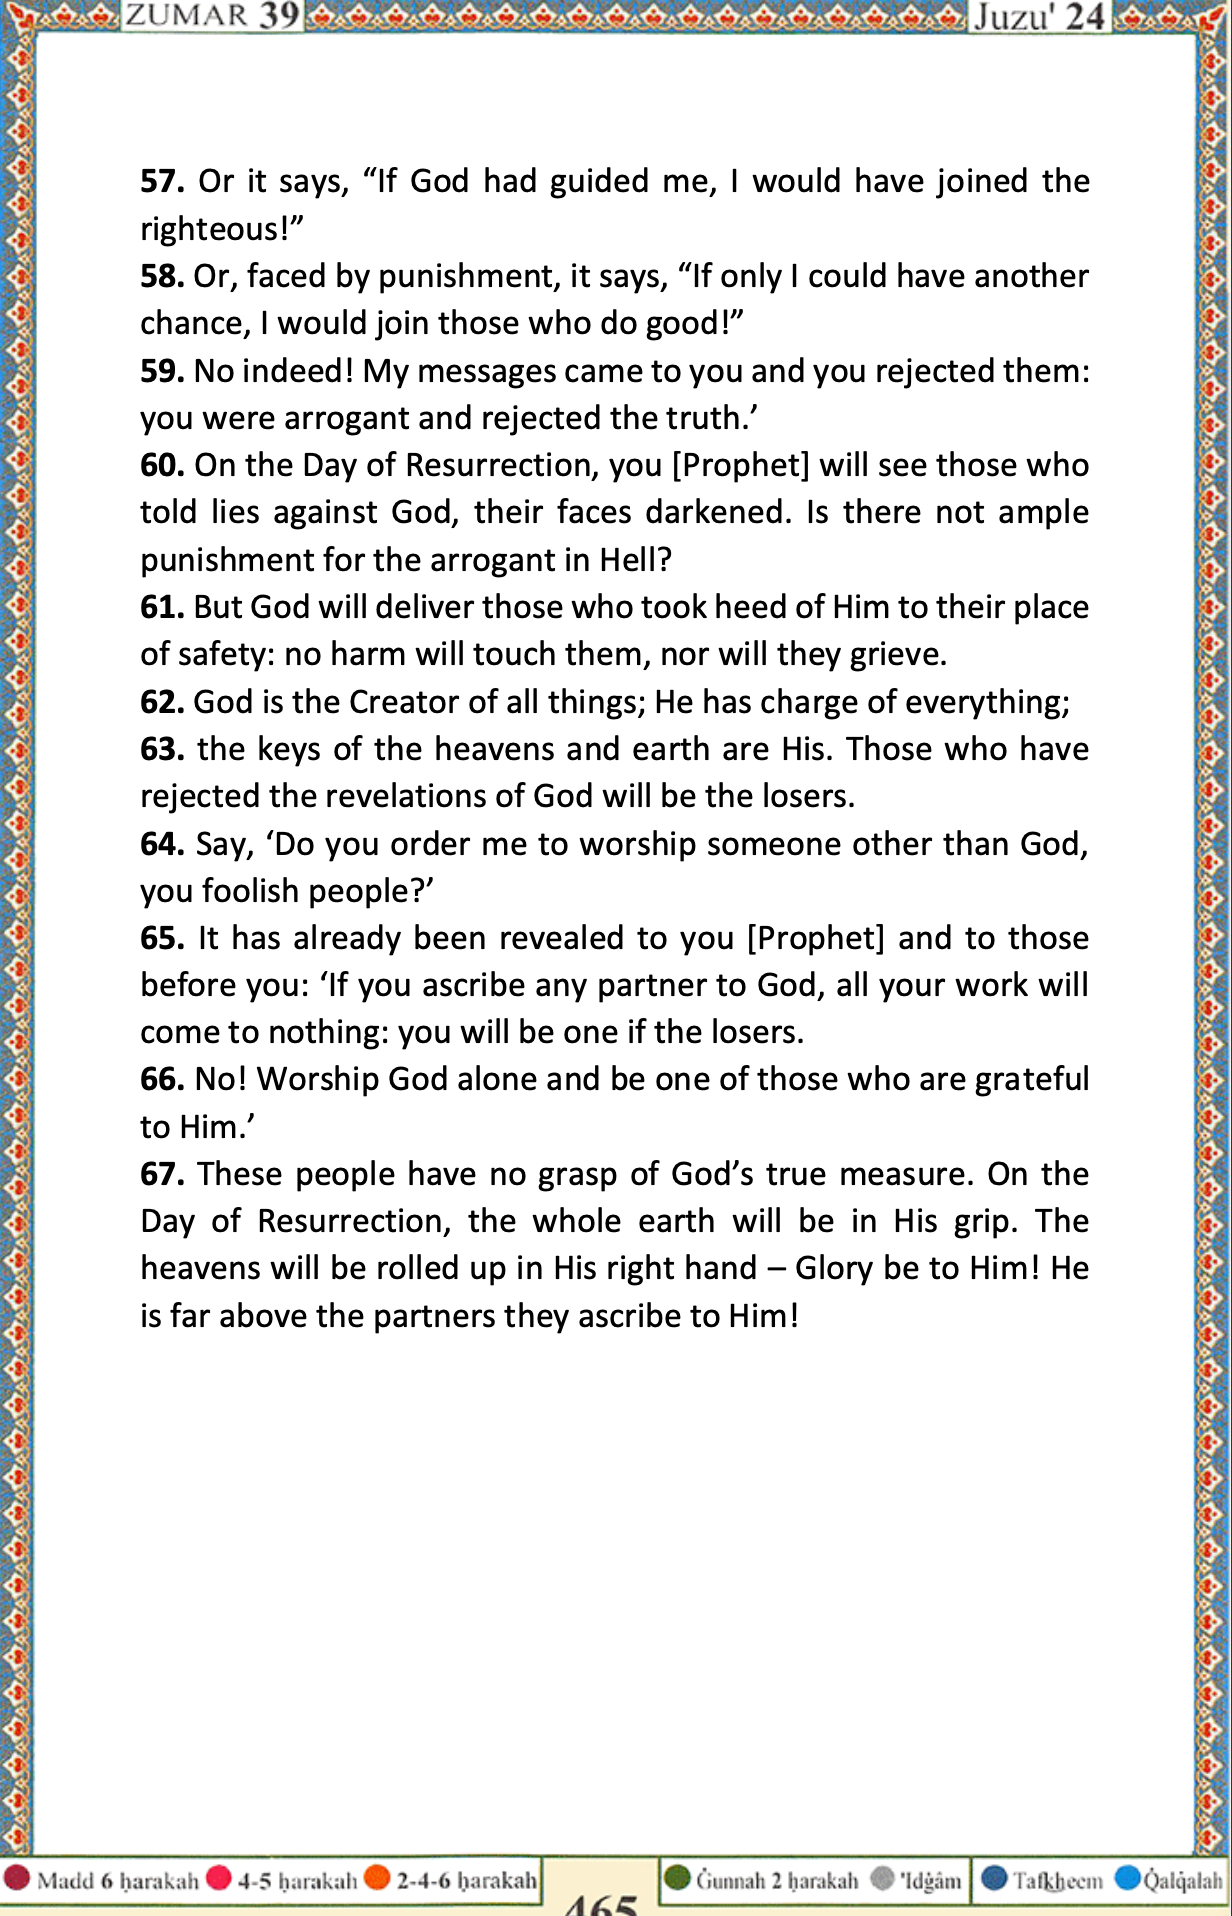 ZUMAR 39 Juzu' 24
57. Or it says, “If God had guided me, I would have joined the
righteous!”
58. Or, faced by punishment, it says, “If only I could have another
chance, I would join those who do good!”
59. No indeed! My messages came to you and you rejected them:
you were arrogant and rejected the truth.’
60. On the Day of Resurrection, you [Prophet] will see those who
told lies against God, their faces darkened. Is there not ample
punishment for the arrogant in Hell?
61. But God will deliver those who took heed of Him to their place
of safety: no harm will touch them, nor will they grieve.
62. God is the Creator of all things; He has charge of everything;
63. the keys of the heavens and earth are His. Those who have
rejected the revelations of God will be the losers.
64. Say, ‘Do you order me to worship someone other than God,
you foolish people?’
65. It has already been revealed to you [Prophet] and to those
before you: ‘If you ascribe any partner to God, all your work will
come to nothing: you will be one if the losers.
66. No! Worship God alone and be one of those who are grateful
to Him.’
67. These people have no grasp of God’s true measure. On the
Day of Resurrection, the whole earth will be in His grip. The
heavens will be rolled up in His right hand – Glory be to Him! He
is far above the partners they ascribe to Him!
Madd 6 ḥarakah 4-5 ḥarakah 2-4-6 ḥarakah Ġunnah 2 ḥarakah 'Idġâm Tafk͟heem Q̇alq̇alah
465